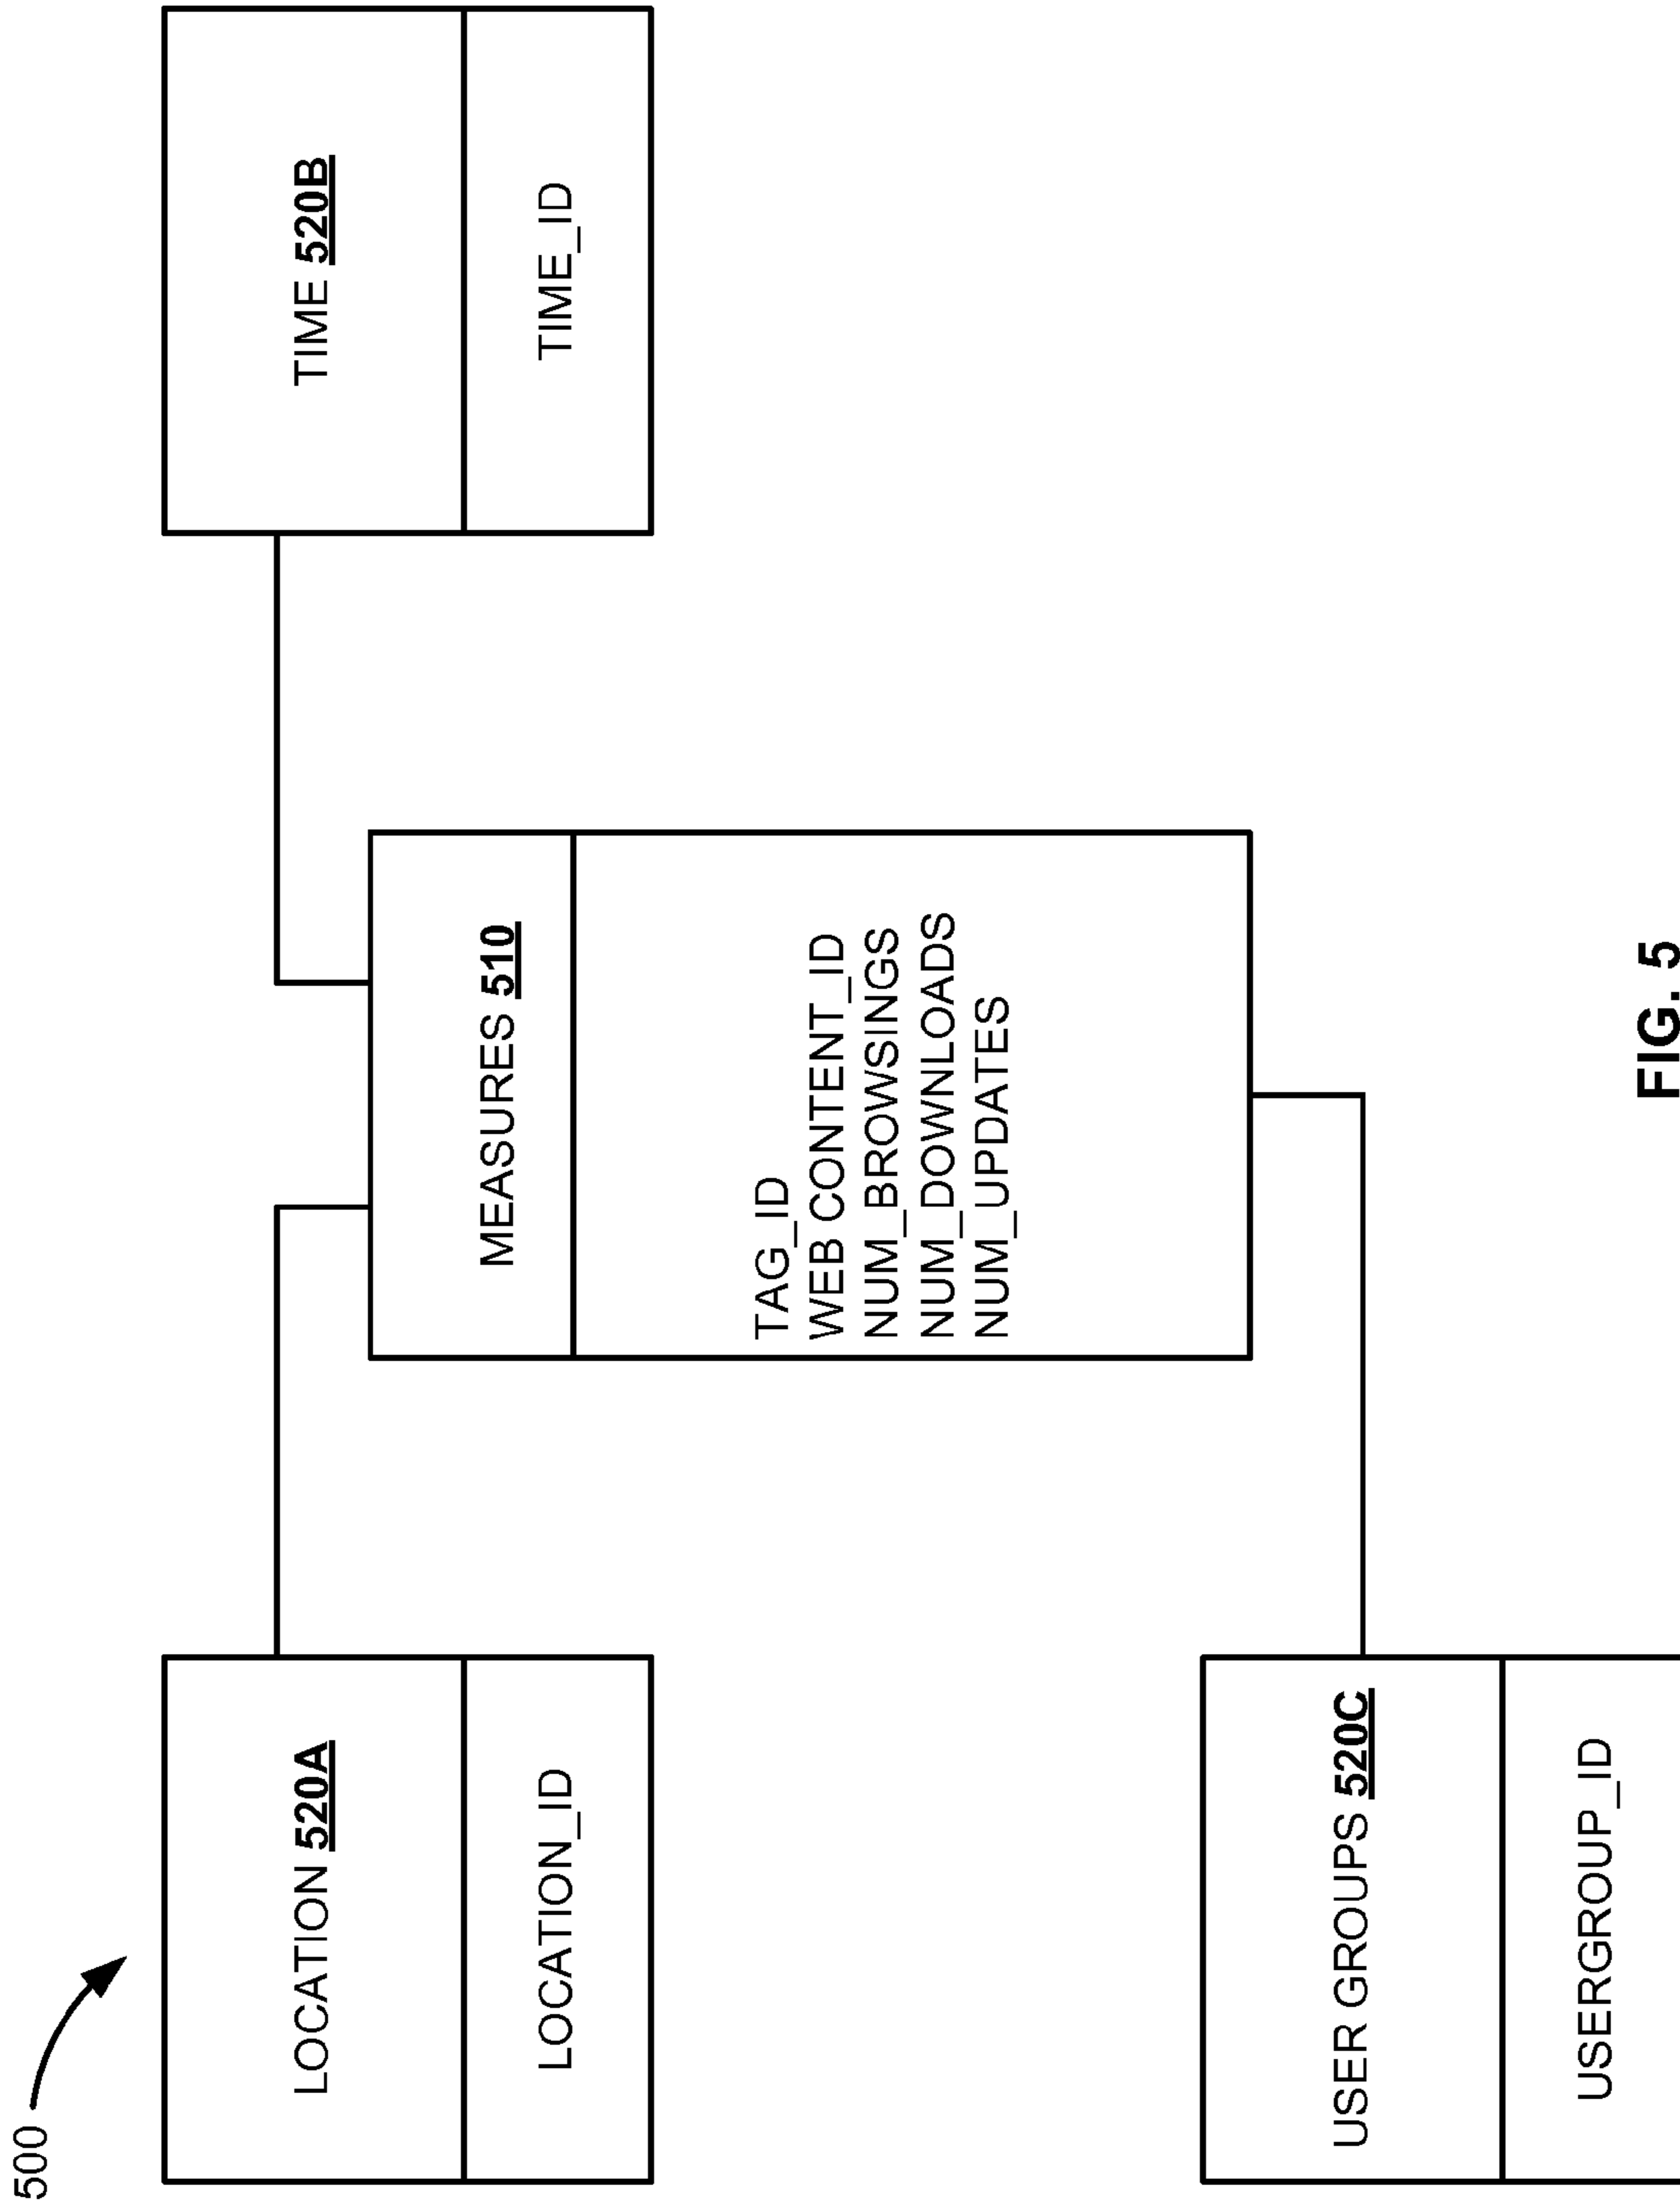 500
LOCATION 520A
LOCATION_ID
TIME 520B
TIME_ID
MEASURES 510
TAG_ID
WEB CONTENT_ID
NUM_BROWSINGS
NUM_DOWNLOADS
NUM_UPDATES
USER GROUPS 520C
USERGROUP_ID
FIG. 5